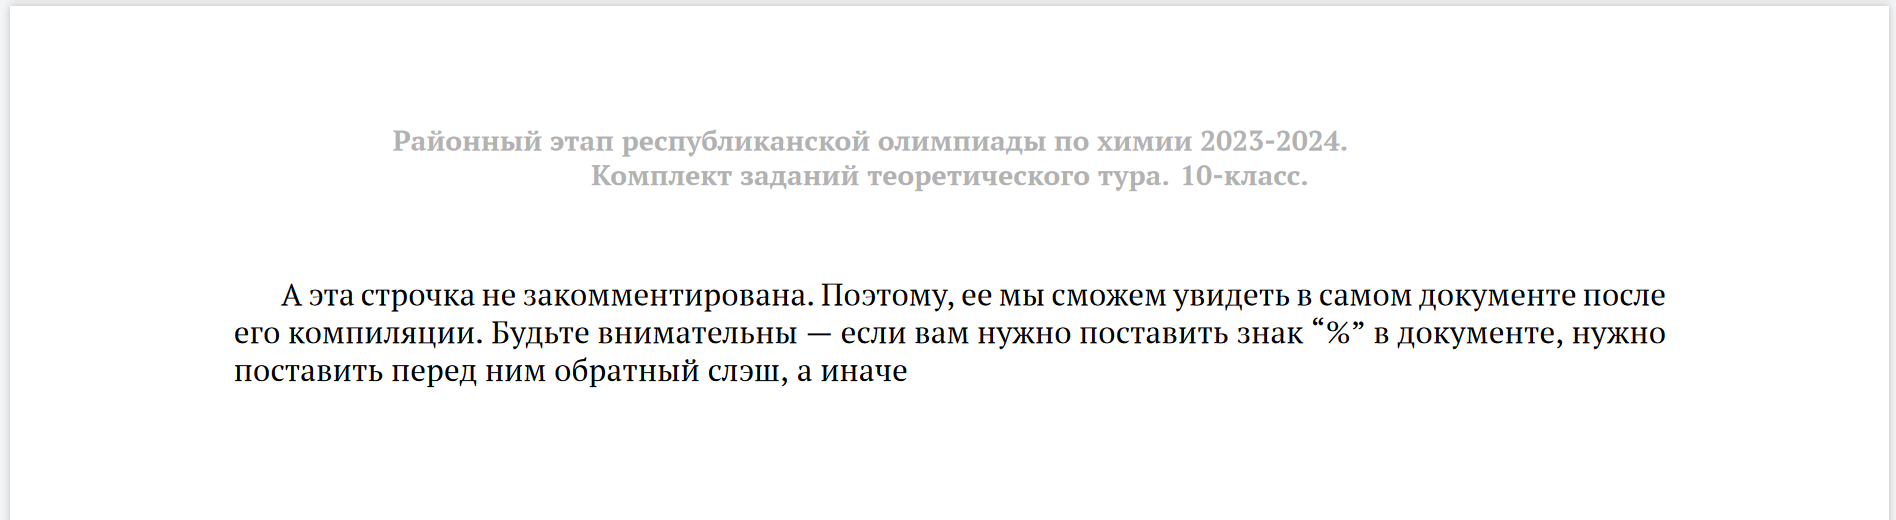 Районный этап республиканской олимпиады по химии 2023-2024.
Комплект заданий теоретического тура. 10-класс.
А эта строчка не закомментирована. Поэтому, ее мы сможем увидеть в самом документе после
его компиляции. Будьте внимательны — если вам нужно поставить знак “%” в документе, нужно
поставить перед ним обратный слэш, а иначе